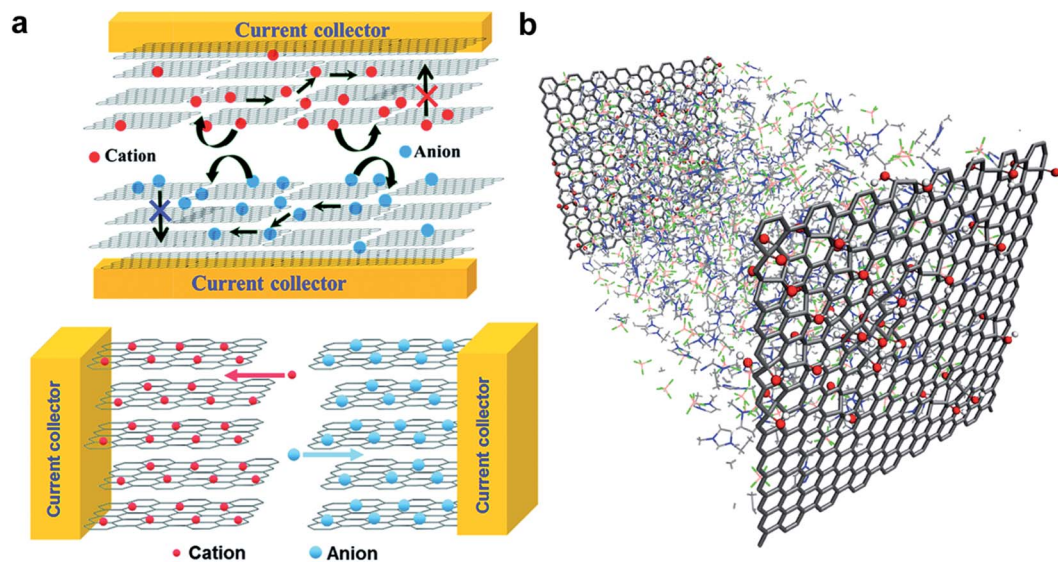 a
Current collector
Cation
Anion
Current collector
Current collector
Current collector
Cation
Anion
b